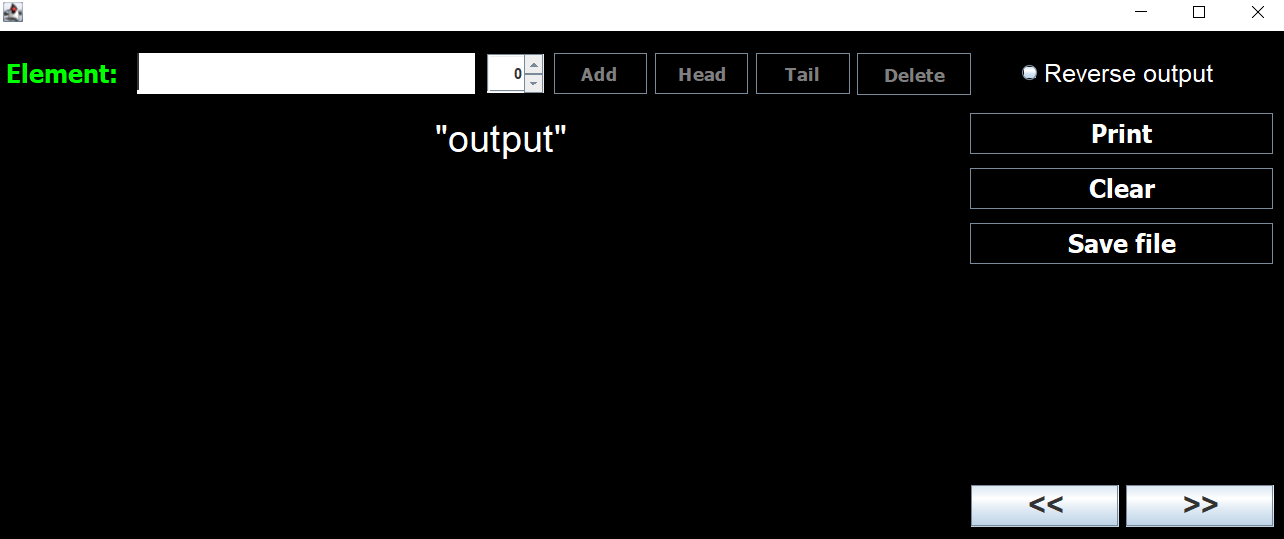 Element: 0 Add Head Tail Delete Reverse output
"output"
Print
Clear
Save file
<< >>